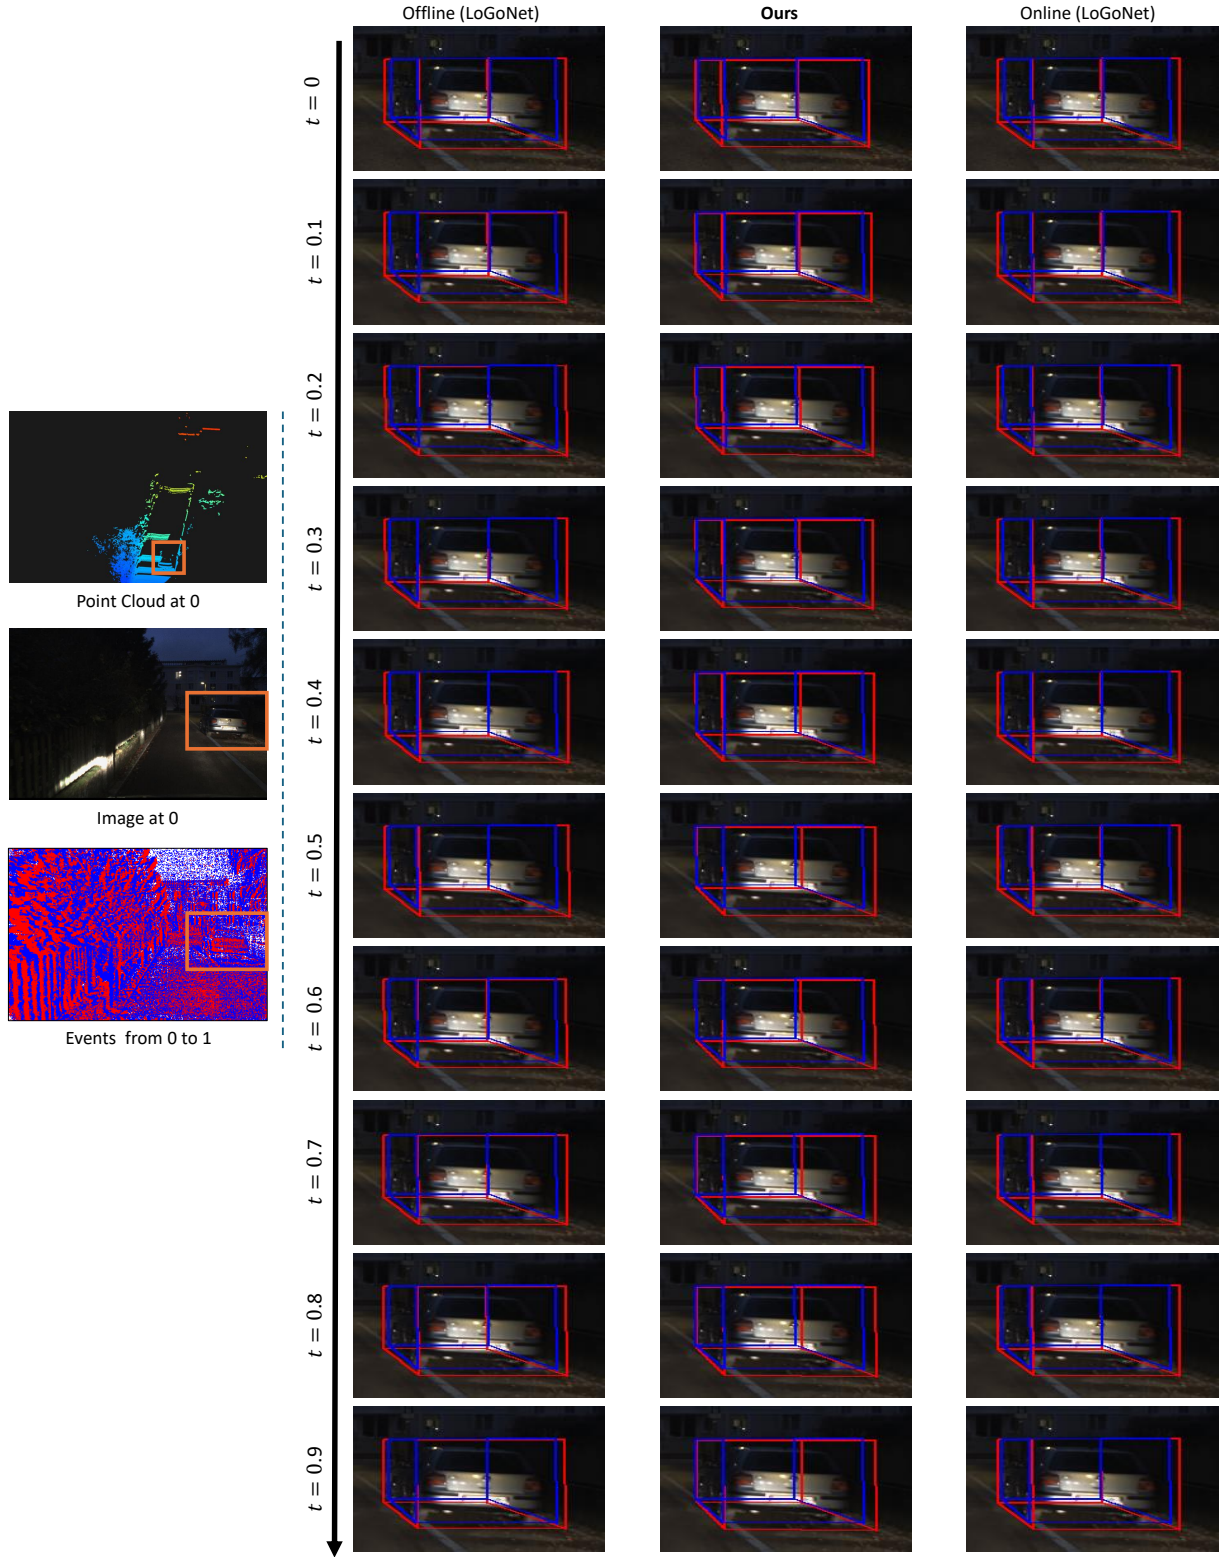 Offline (LoGoNet)
Ours
Online (LoGoNet)
t = 0
t = 0.1
t = 0.2
t = 0.3
t = 0.4
t = 0.5
t = 0.6
t = 0.7
t = 0.8
t = 0.9
Point Cloud at 0
Image at 0
Events from 0 to 1